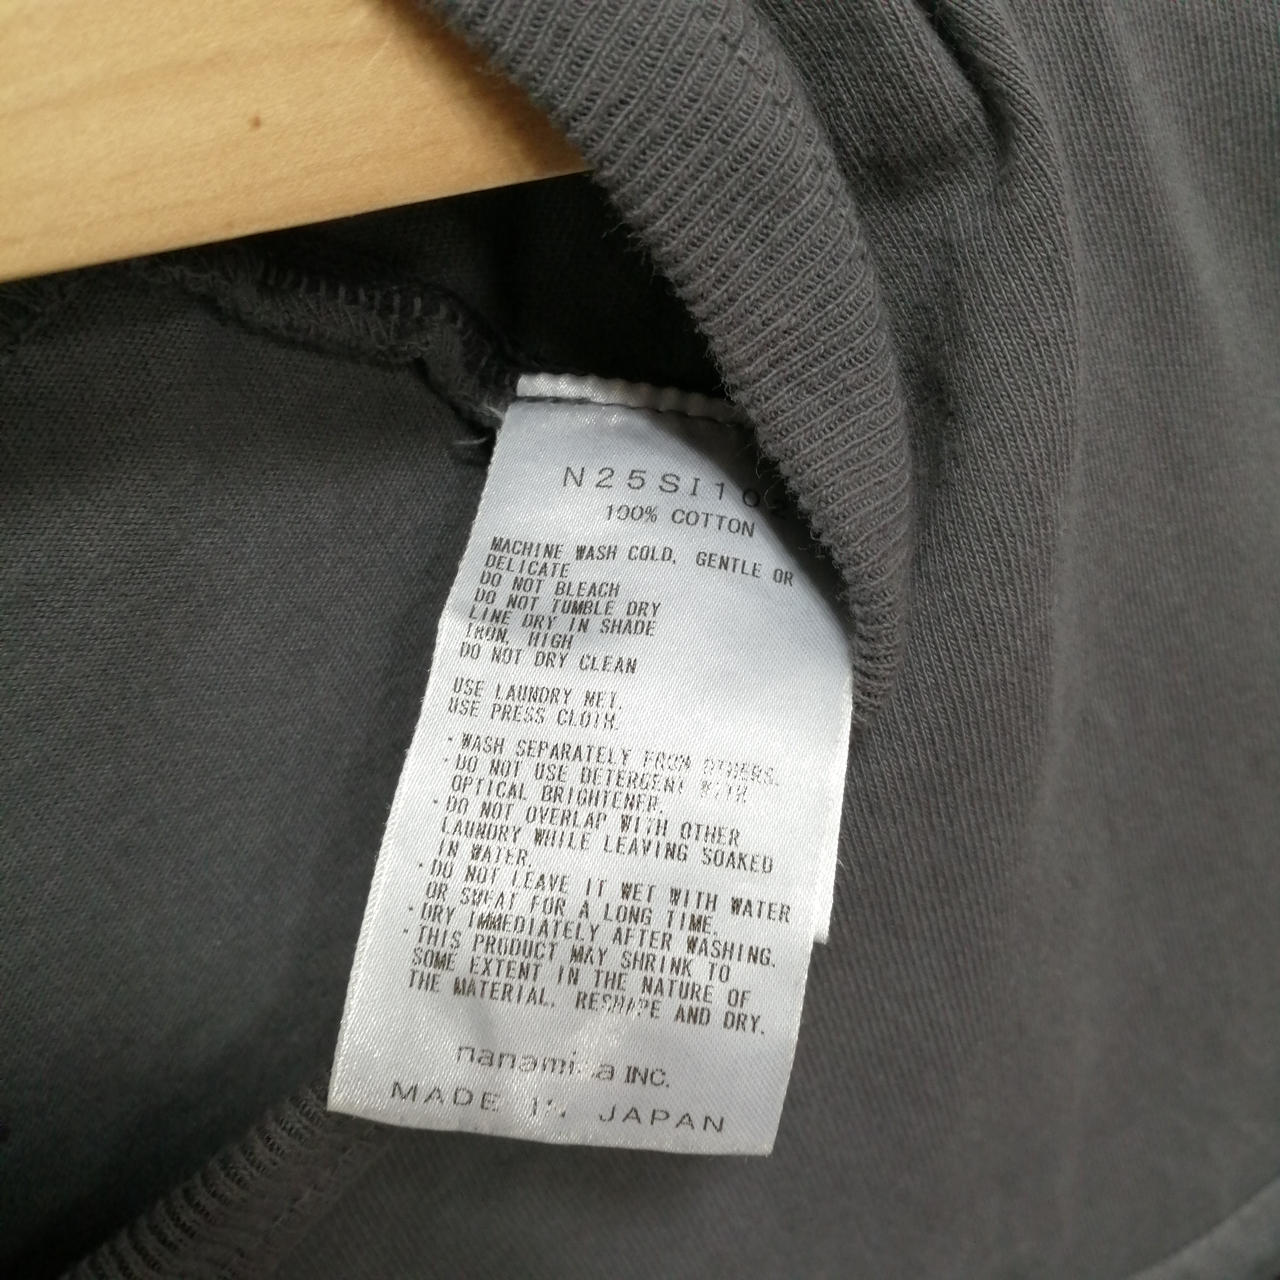 N25SI10
100% COTTON
MACHINE WASH COLD, GENTLE OR
DELICATE
DO NOT BLEACH
DO NOT TUMBLE DRY
LINE DRY IN SHADE
IRON, HIGH
DO NOT DRY CLEAN
USE LAUNDRY NET.
USE PRESS CLOTH.
・WASH SEPARATELY FROM OTHERS.
・DO NOT USE DETERGENT WITH
OPTICAL BRIGHTENER.
・DO NOT OVERLAP WITH OTHER
LAUNDRY WHILE LEAVING SOAKED
IN WATER.
・DO NOT LEAVE IT WET WITH WATER
OR SWEAT FOR A LONG TIME.
・DRY IMMEDIATELY AFTER WASHING.
・THIS PRODUCT MAY SHRINK TO
SOME EXTENT IN THE NATURE OF
THE MATERIAL. RESHAPE AND DRY.
nanamica INC.
MADE IN JAPAN